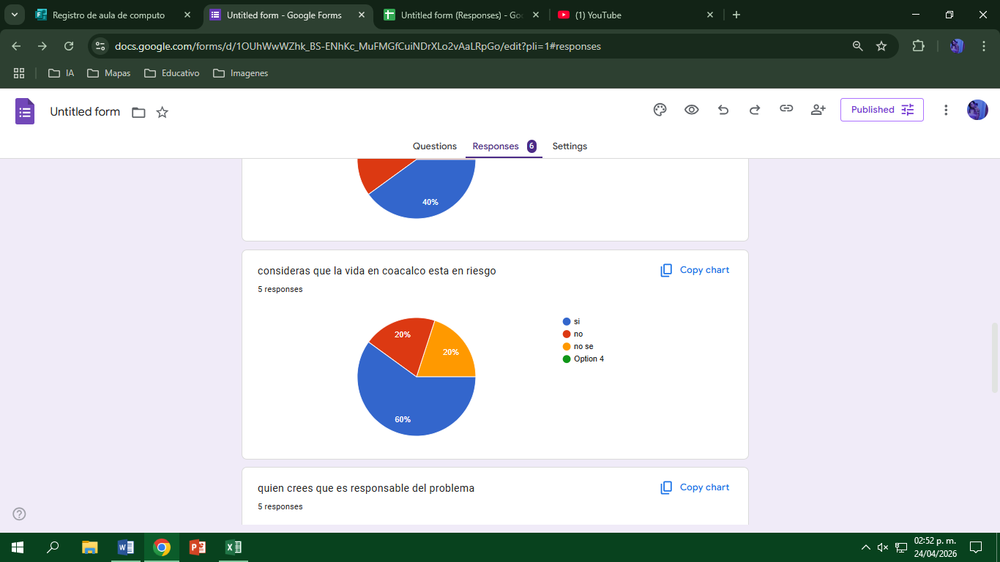 Registro de aula de computo
Untitled form - Google Forms
Untitled form (Responses) - Goo
(1) YouTube
docs.google.com/forms/d/1OUhWwWZhk_BS-ENhKc_MuFMGfCuiNDrXLo2vAaLRpGo/edit?pli=1#responses
IA
Mapas
Educativo
Imagenes
Untitled form
Published
Questions
Responses 6
Settings
40%
consideras que la vida en coacalco esta en riesgo
Copy chart
5 responses
20%
20%
60%
si
no
no se
Option 4
quien crees que es responsable del problema
Copy chart
5 responses
02:52 p. m.
24/04/2026